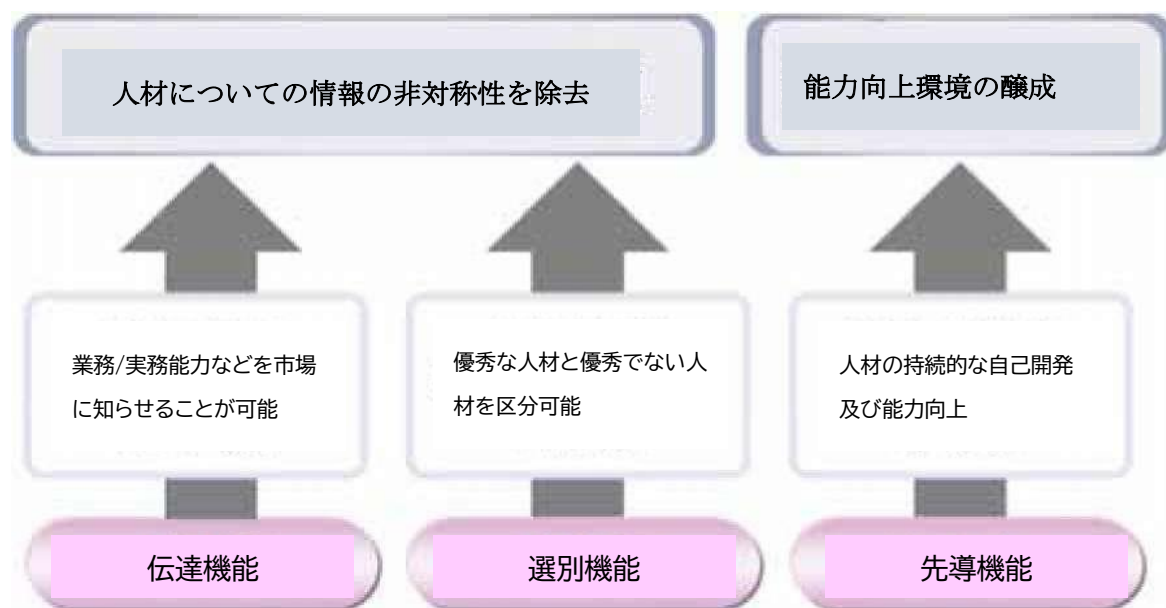 人材についての情報の非対称性を除去
能力向上環境の醸成
業務/実務能力などを市場
に知らせることが可能
優秀な人材と優秀でない人
材を区分可能
人材の持続的な自己開発
及び能力向上
伝達機能
選別機能
先導機能